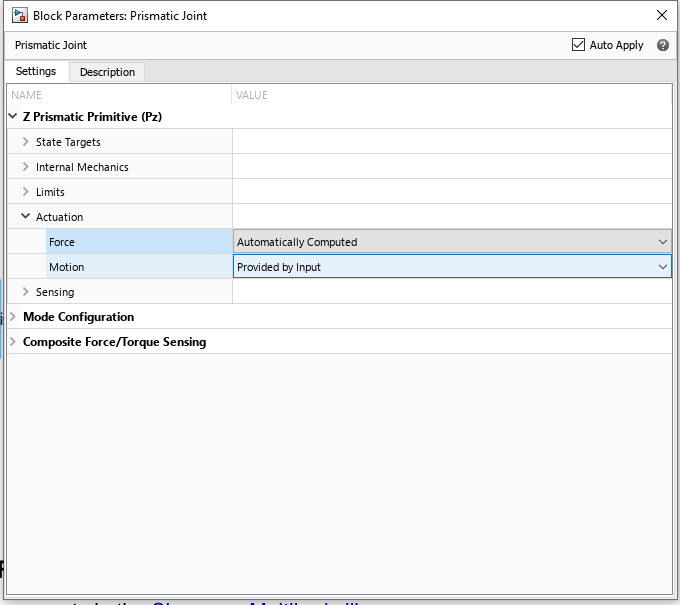 Block Parameters: Prismatic Joint
Prismatic Joint
Auto Apply
Settings Description
NAME VALUE
Z Prismatic Primitive (Pz)
State Targets
Internal Mechanics
Limits
Actuation
Force Automatically Computed
Motion Provided by Input
Sensing
Mode Configuration
Composite Force/Torque Sensing